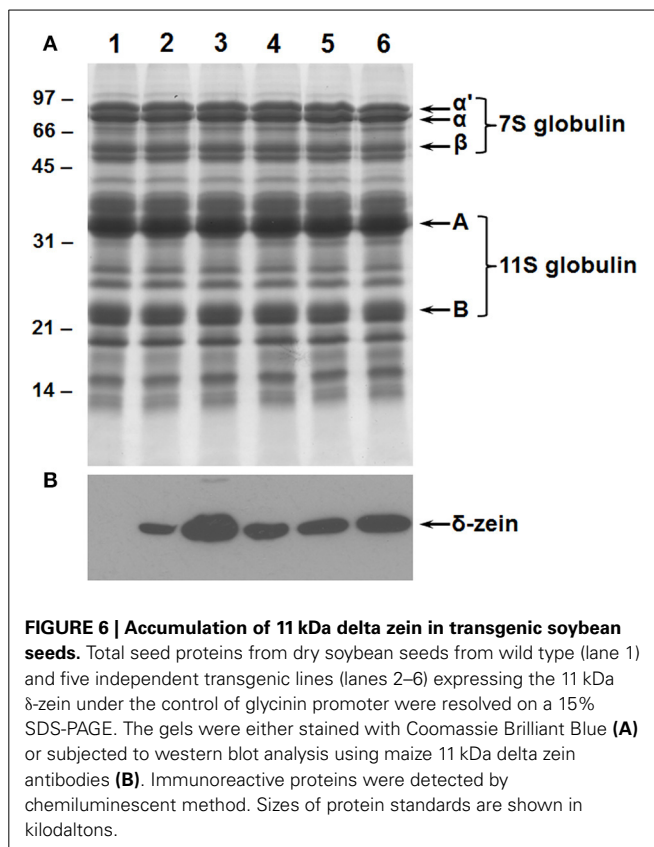 A 1 2 3 4 5 6
97 –
66 –
45 –
31 –
21 –
14 –
α'
α
β
7S globulin
A
B
11S globulin
B
δ-zein
FIGURE 6 | Accumulation of 11 kDa delta zein in transgenic soybean
seeds. Total seed proteins from dry soybean seeds from wild type (lane 1)
and five independent transgenic lines (lanes 2–6) expressing the 11 kDa
δ-zein under the control of glycinin promoter were resolved on a 15%
SDS-PAGE. The gels were either stained with Coomassie Brilliant Blue (A)
or subjected to western blot analysis using maize 11 kDa delta zein
antibodies (B). Immunoreactive proteins were detected by
chemiluminescent method. Sizes of protein standards are shown in
kilodaltons.